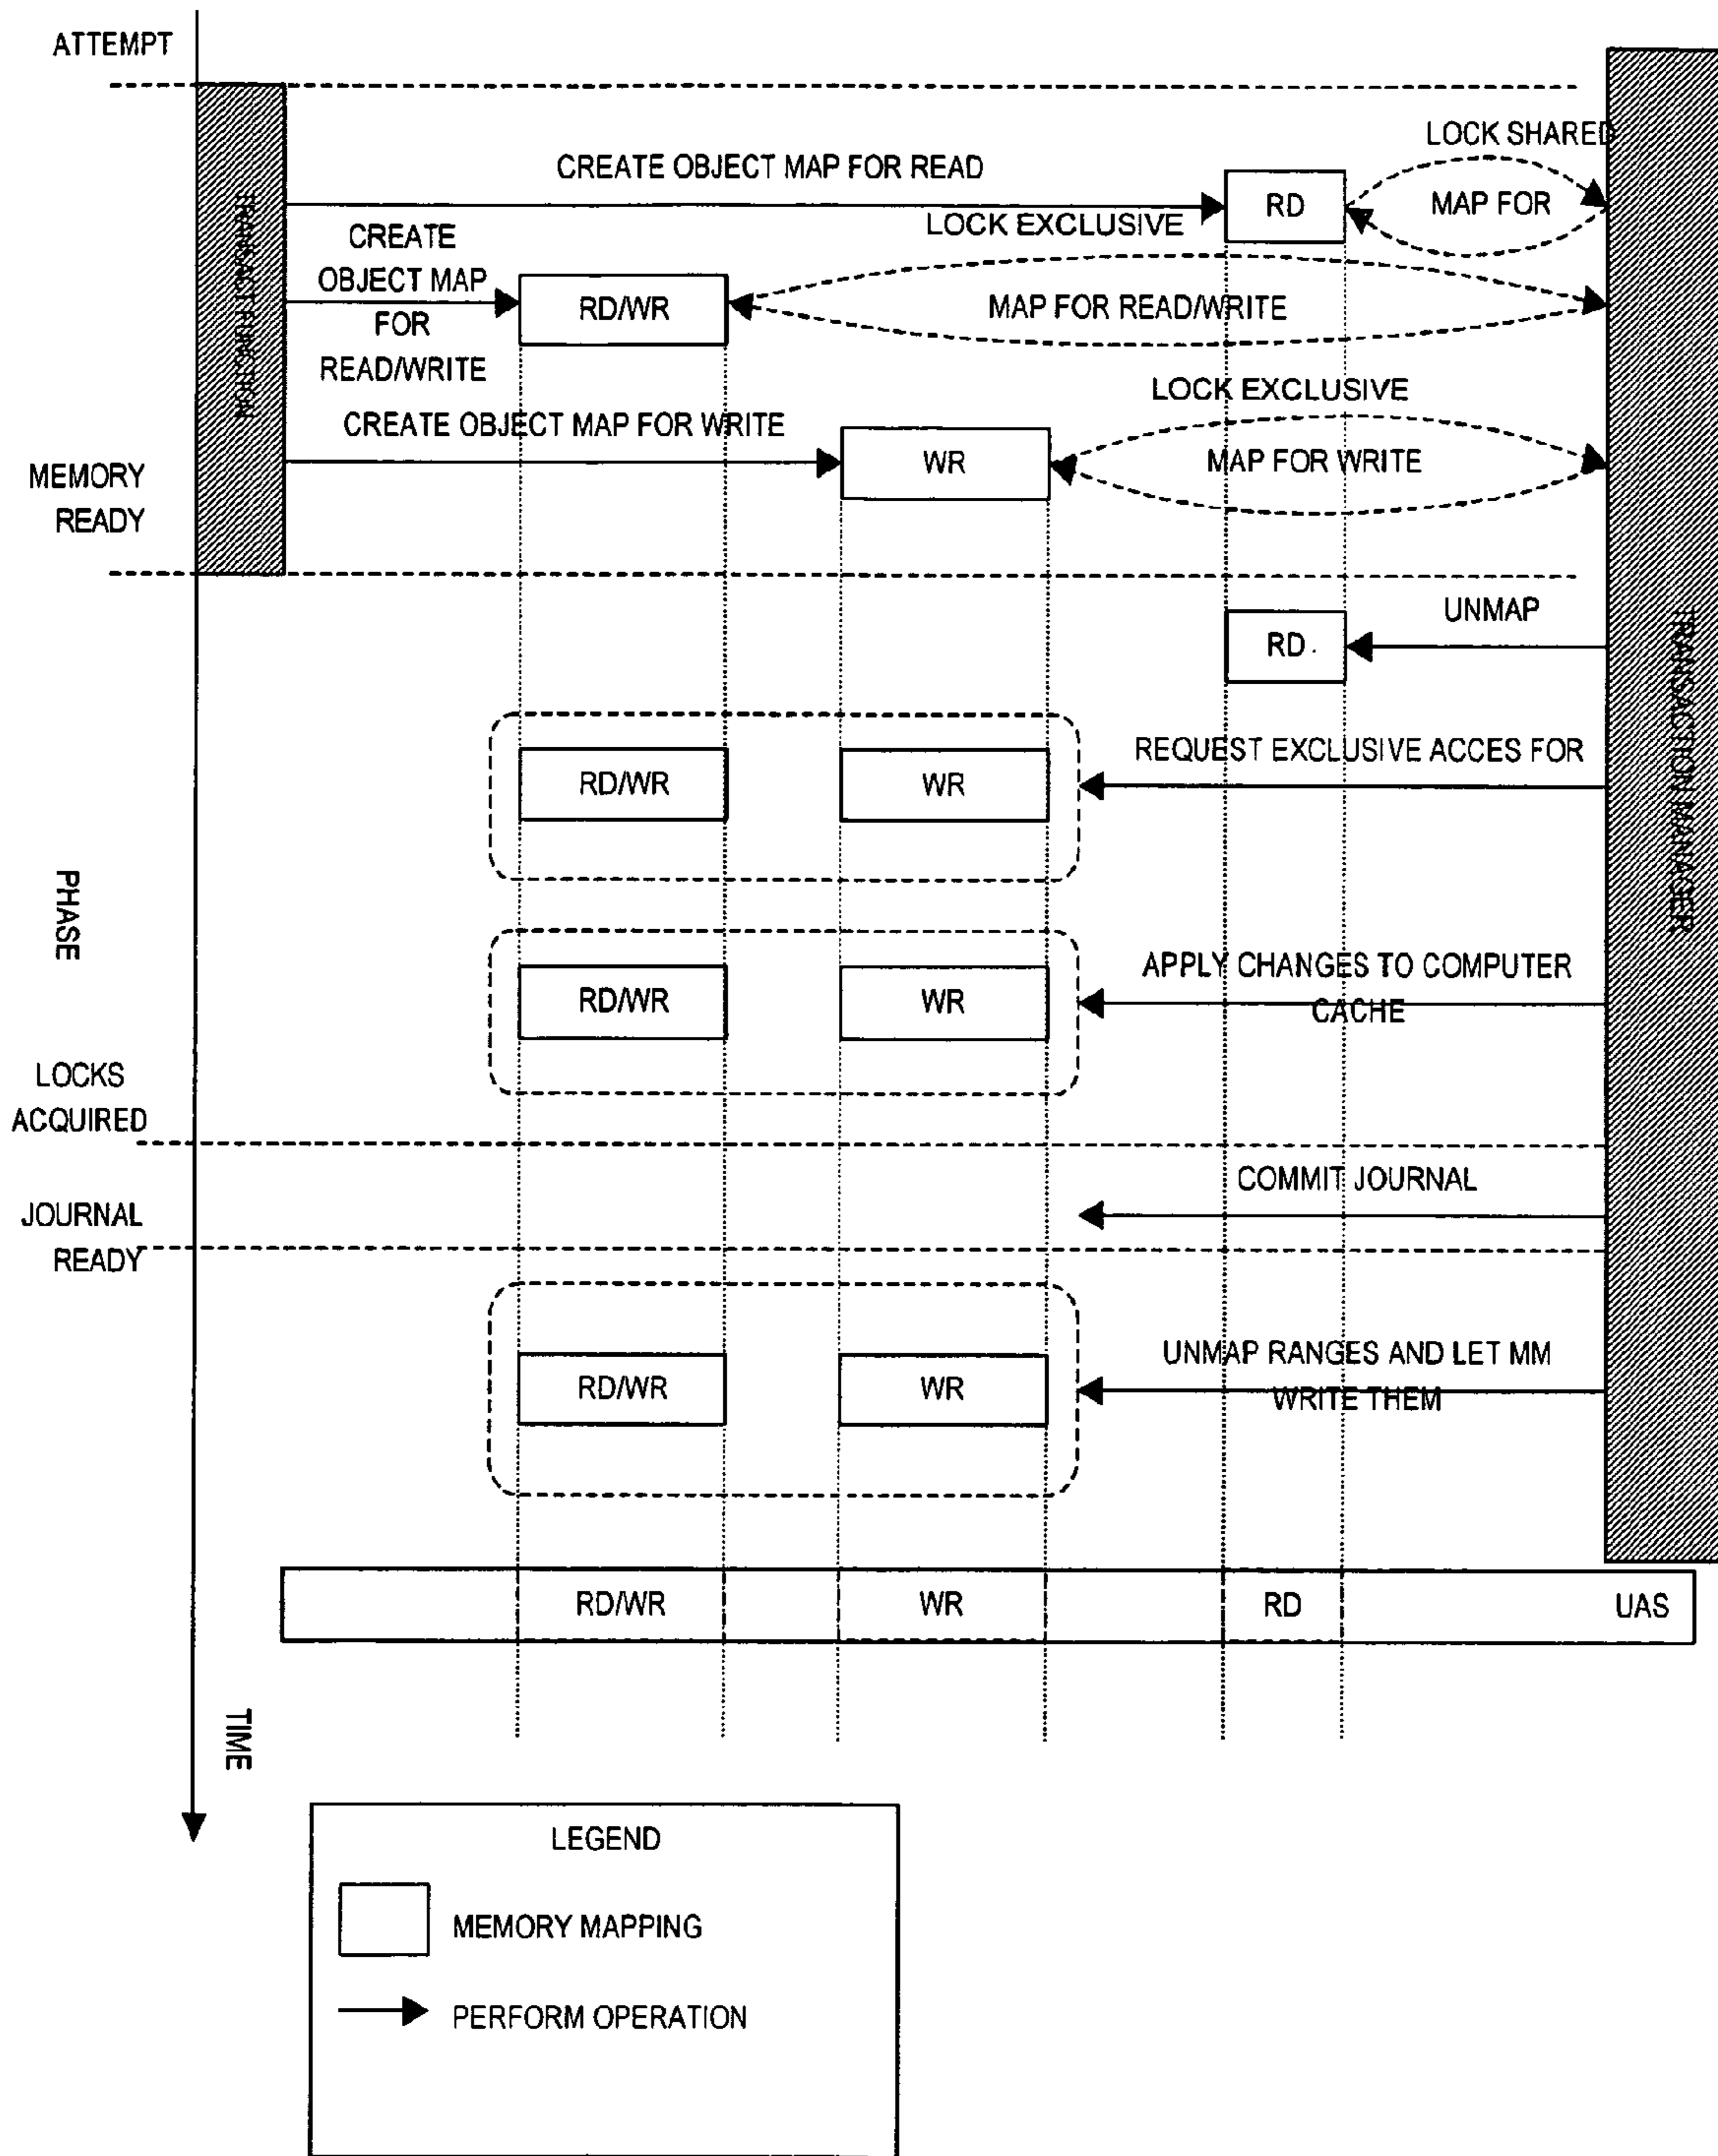 ATTEMPT
LOCK SHARED
CREATE OBJECT MAP FOR READ
RD
MAP FOR
LOCK EXCLUSIVE
CREATE
OBJECT MAP
FOR
READ/WRITE
RD/WR
MAP FOR READ/WRITE
TRANSACT FUNCTION
LOCK EXCLUSIVE
CREATE OBJECT MAP FOR WRITE
WR
MAP FOR WRITE
MEMORY
READY
UNMAP
RD
TRANSACTION MANAGER
REQUEST EXCLUSIVE ACCES FOR
RD/WR
WR
PHASE
APPLY CHANGES TO COMPUTER
CACHE
RD/WR
WR
LOCKS
ACQUIRED
COMMIT JOURNAL
JOURNAL
READY
UNMAP RANGES AND LET MM
WRITE THEM
RD/WR
WR
RD/WR
WR
RD
UAS
TIME
LEGEND
MEMORY MAPPING
PERFORM OPERATION